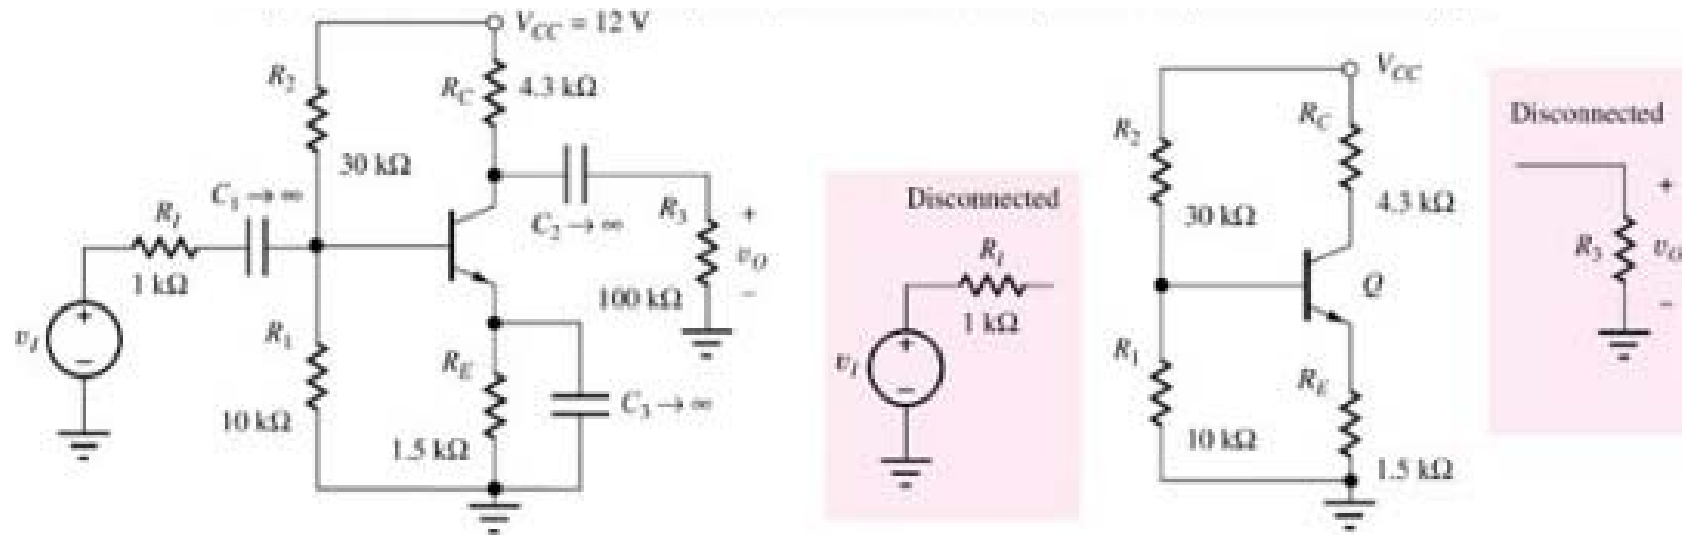 V_CC = 12 V
R_2
R_C
4.3 kΩ
30 kΩ
C_1 → ∞
R_I
1 kΩ
C_2 → ∞
R_3
+
v_O
−
100 kΩ
v_I
+
−
R_1
10 kΩ
R_E
1.5 kΩ
C_3 → ∞
Disconnected
R_I
1 kΩ
v_I
+
−
V_CC
R_2
R_C
30 kΩ
4.3 kΩ
Q
R_1
R_E
10 kΩ
1.5 kΩ
Disconnected
+
R_3
v_O
−